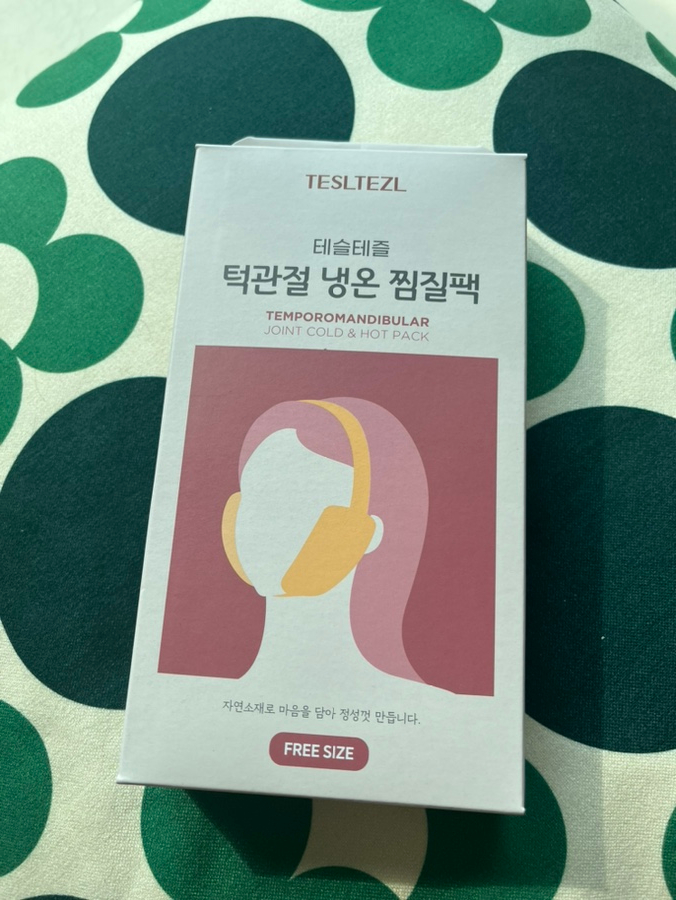 TESLTEZL
테슬테즐
턱관절 냉온 찜질팩
TEMPOROMANDIBULAR
JOINT COLD & HOT PACK
자연소재로 마음을 담아 정성껏 만듭니다.
FREE SIZE